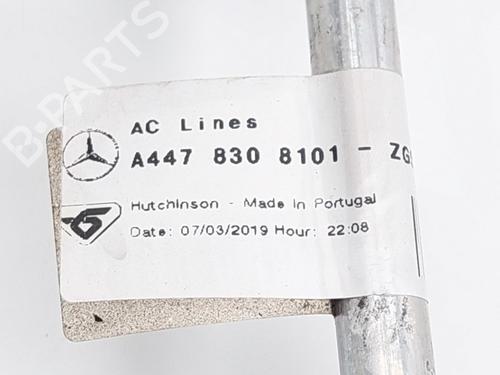 B-PARTS
AC Lines
A447 830 8101 - ZG
Hutchinson - Made In Portugal
Date: 07/03/2019 Hour: 22:08